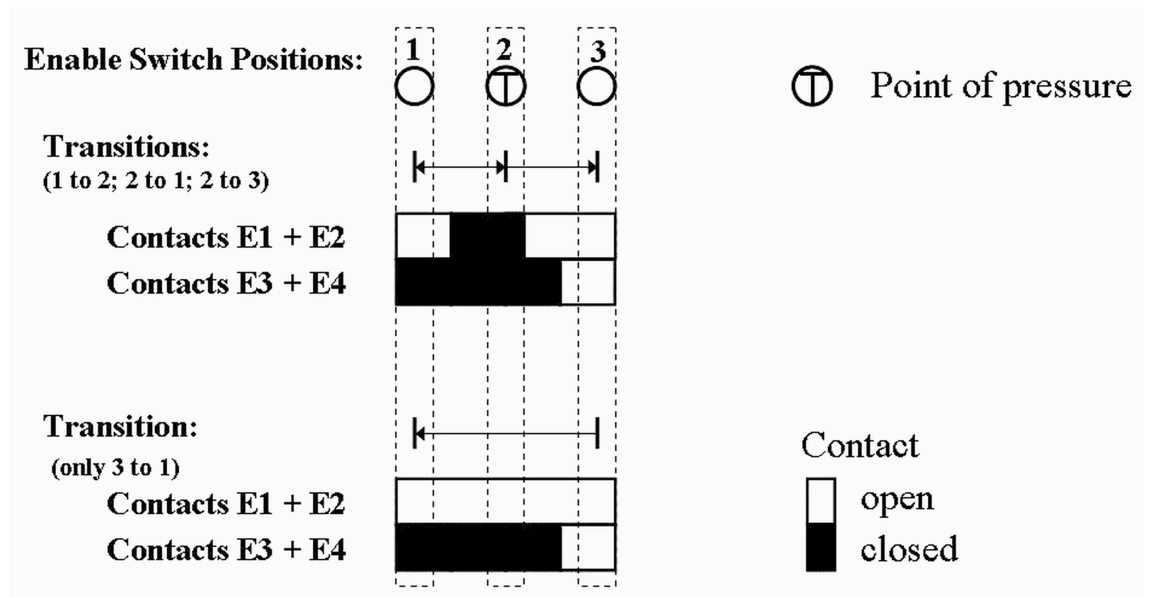 1 2 3
Enable Switch Positions:
T T Point of pressure
Transitions:
(1 to 2; 2 to 1; 2 to 3)
Contacts E1 + E2
Contacts E3 + E4
Transition:
(only 3 to 1)
Contact
Contacts E1 + E2
open
Contacts E3 + E4
closed